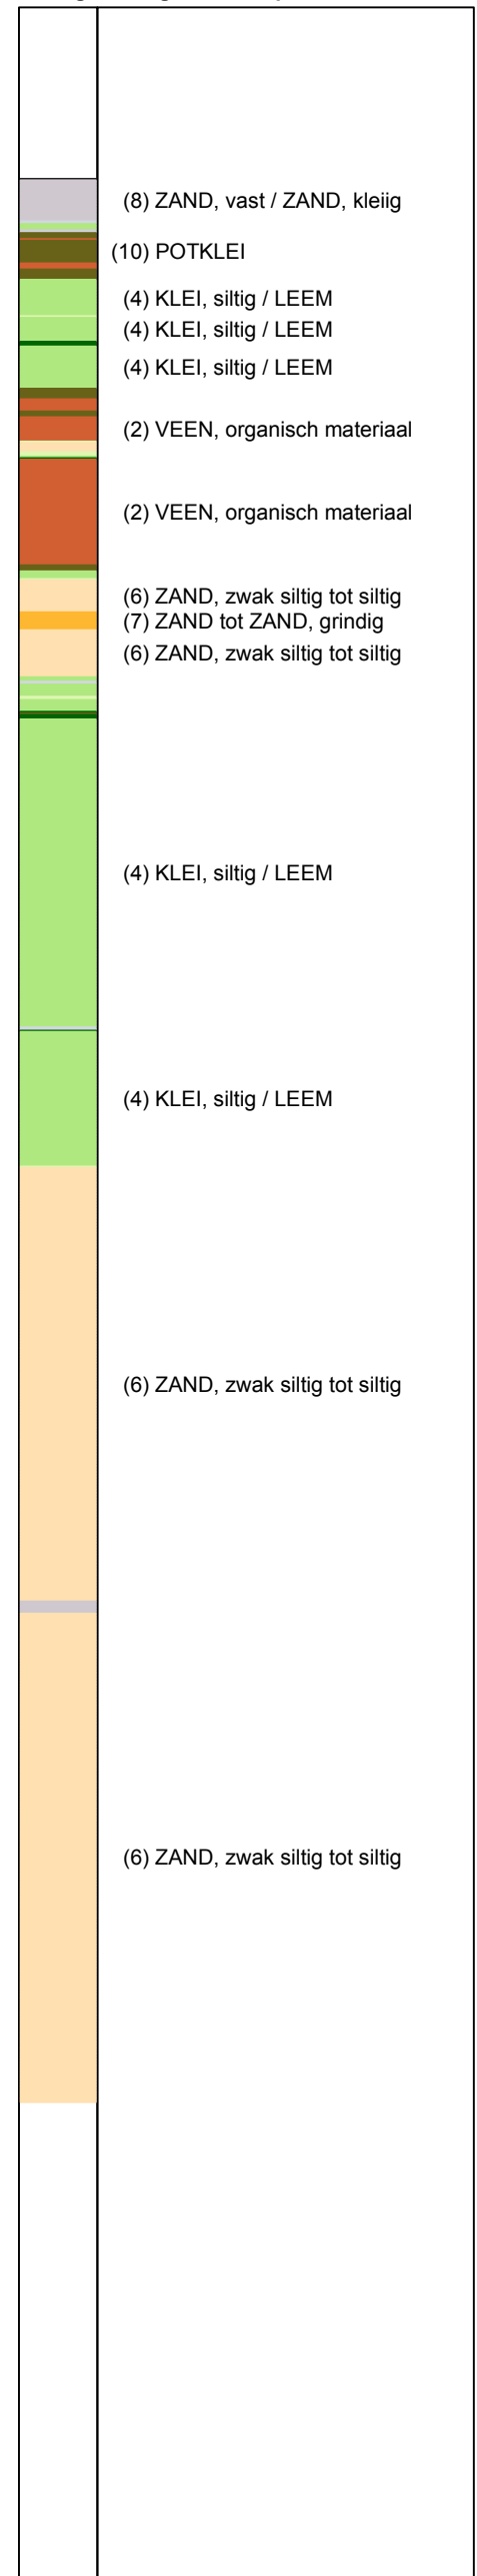 (8) ZAND, vast / ZAND, kleiig
(10) POTKLEI
(4) KLEI, siltig / LEEM
(4) KLEI, siltig / LEEM
(4) KLEI, siltig / LEEM
(2) VEEN, organisch materiaal
(2) VEEN, organisch materiaal
(6) ZAND, zwak siltig tot siltig
(7) ZAND tot ZAND, grindig
(6) ZAND, zwak siltig tot siltig
(4) KLEI, siltig / LEEM
(4) KLEI, siltig / LEEM
(6) ZAND, zwak siltig tot siltig
(6) ZAND, zwak siltig tot siltig